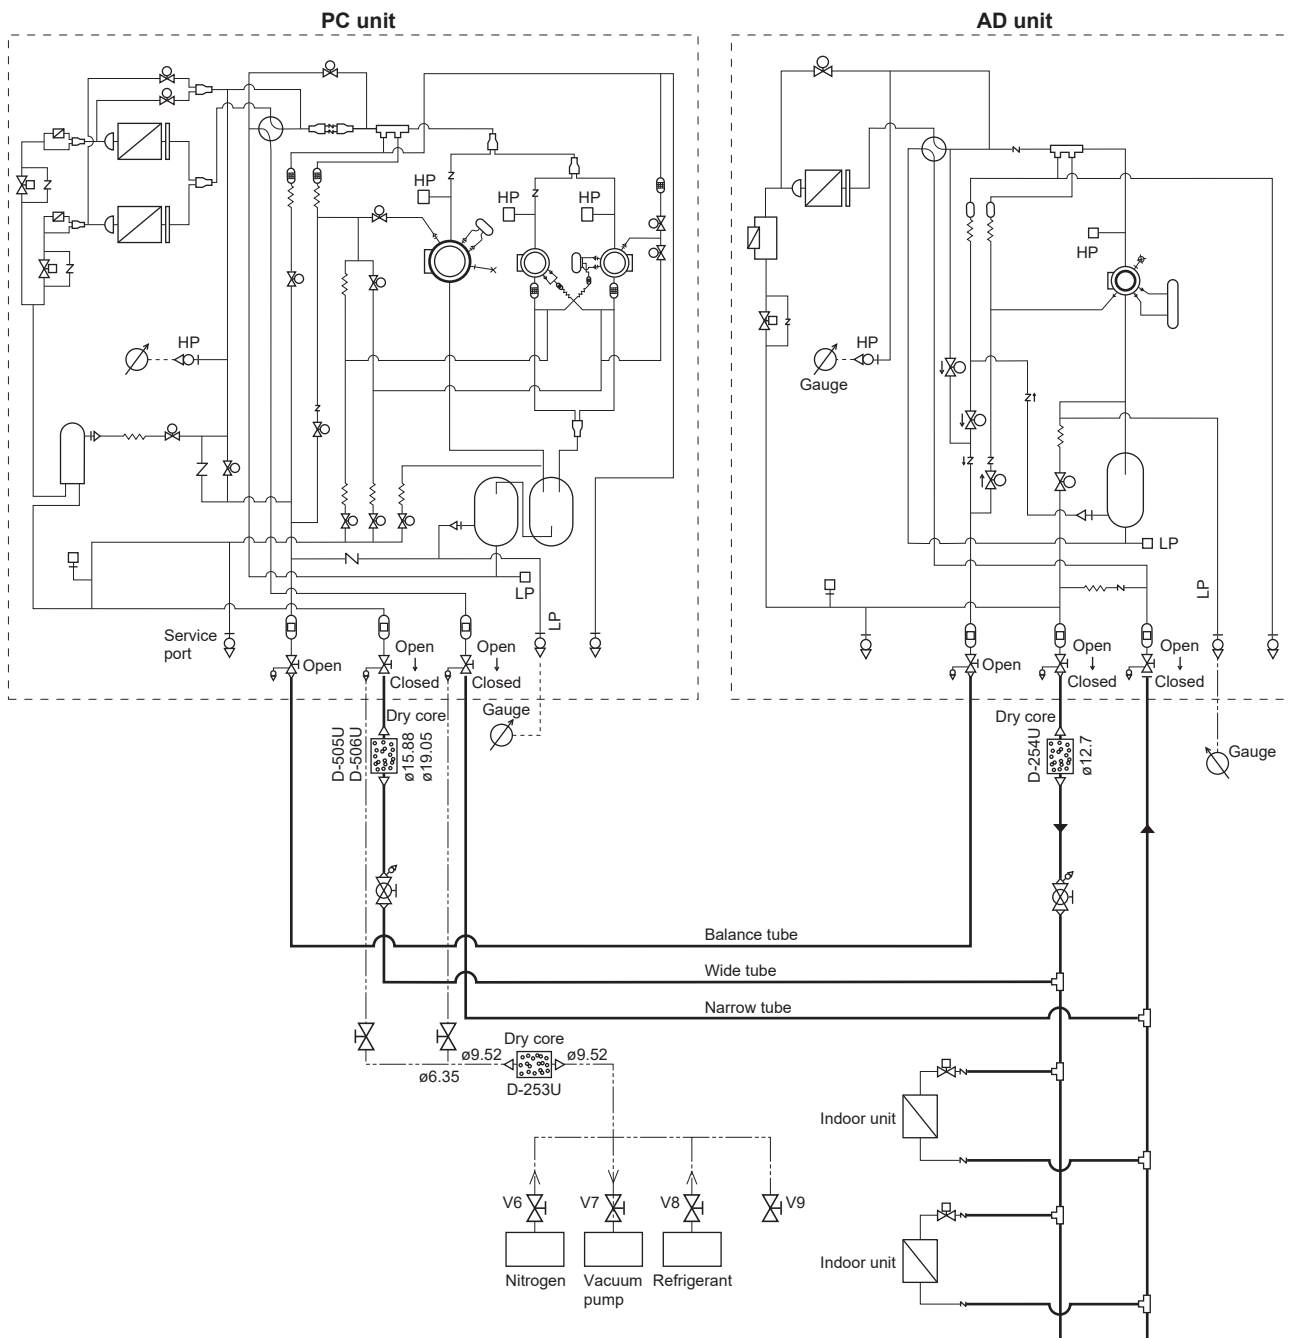 PC unit
AD unit
HP
HP
HP
HP
HP
HP
Gauge
LP
LP
LP
LP
Service
port
Open
Open
↓
Closed
Open
↓
Closed
Open
Open
↓
Closed
Open
↓
Closed
Gauge
Dry core
D-505U
D-506U
ø15.88
ø19.05
Dry core
D-254U
ø12.7
Gauge
Balance tube
Wide tube
Narrow tube
Dry core
ø9.52
ø9.52
ø6.35
D-253U
Indoor unit
V6
V7
V8
V9
Nitrogen
Vacuum
pump
Refrigerant
Indoor unit